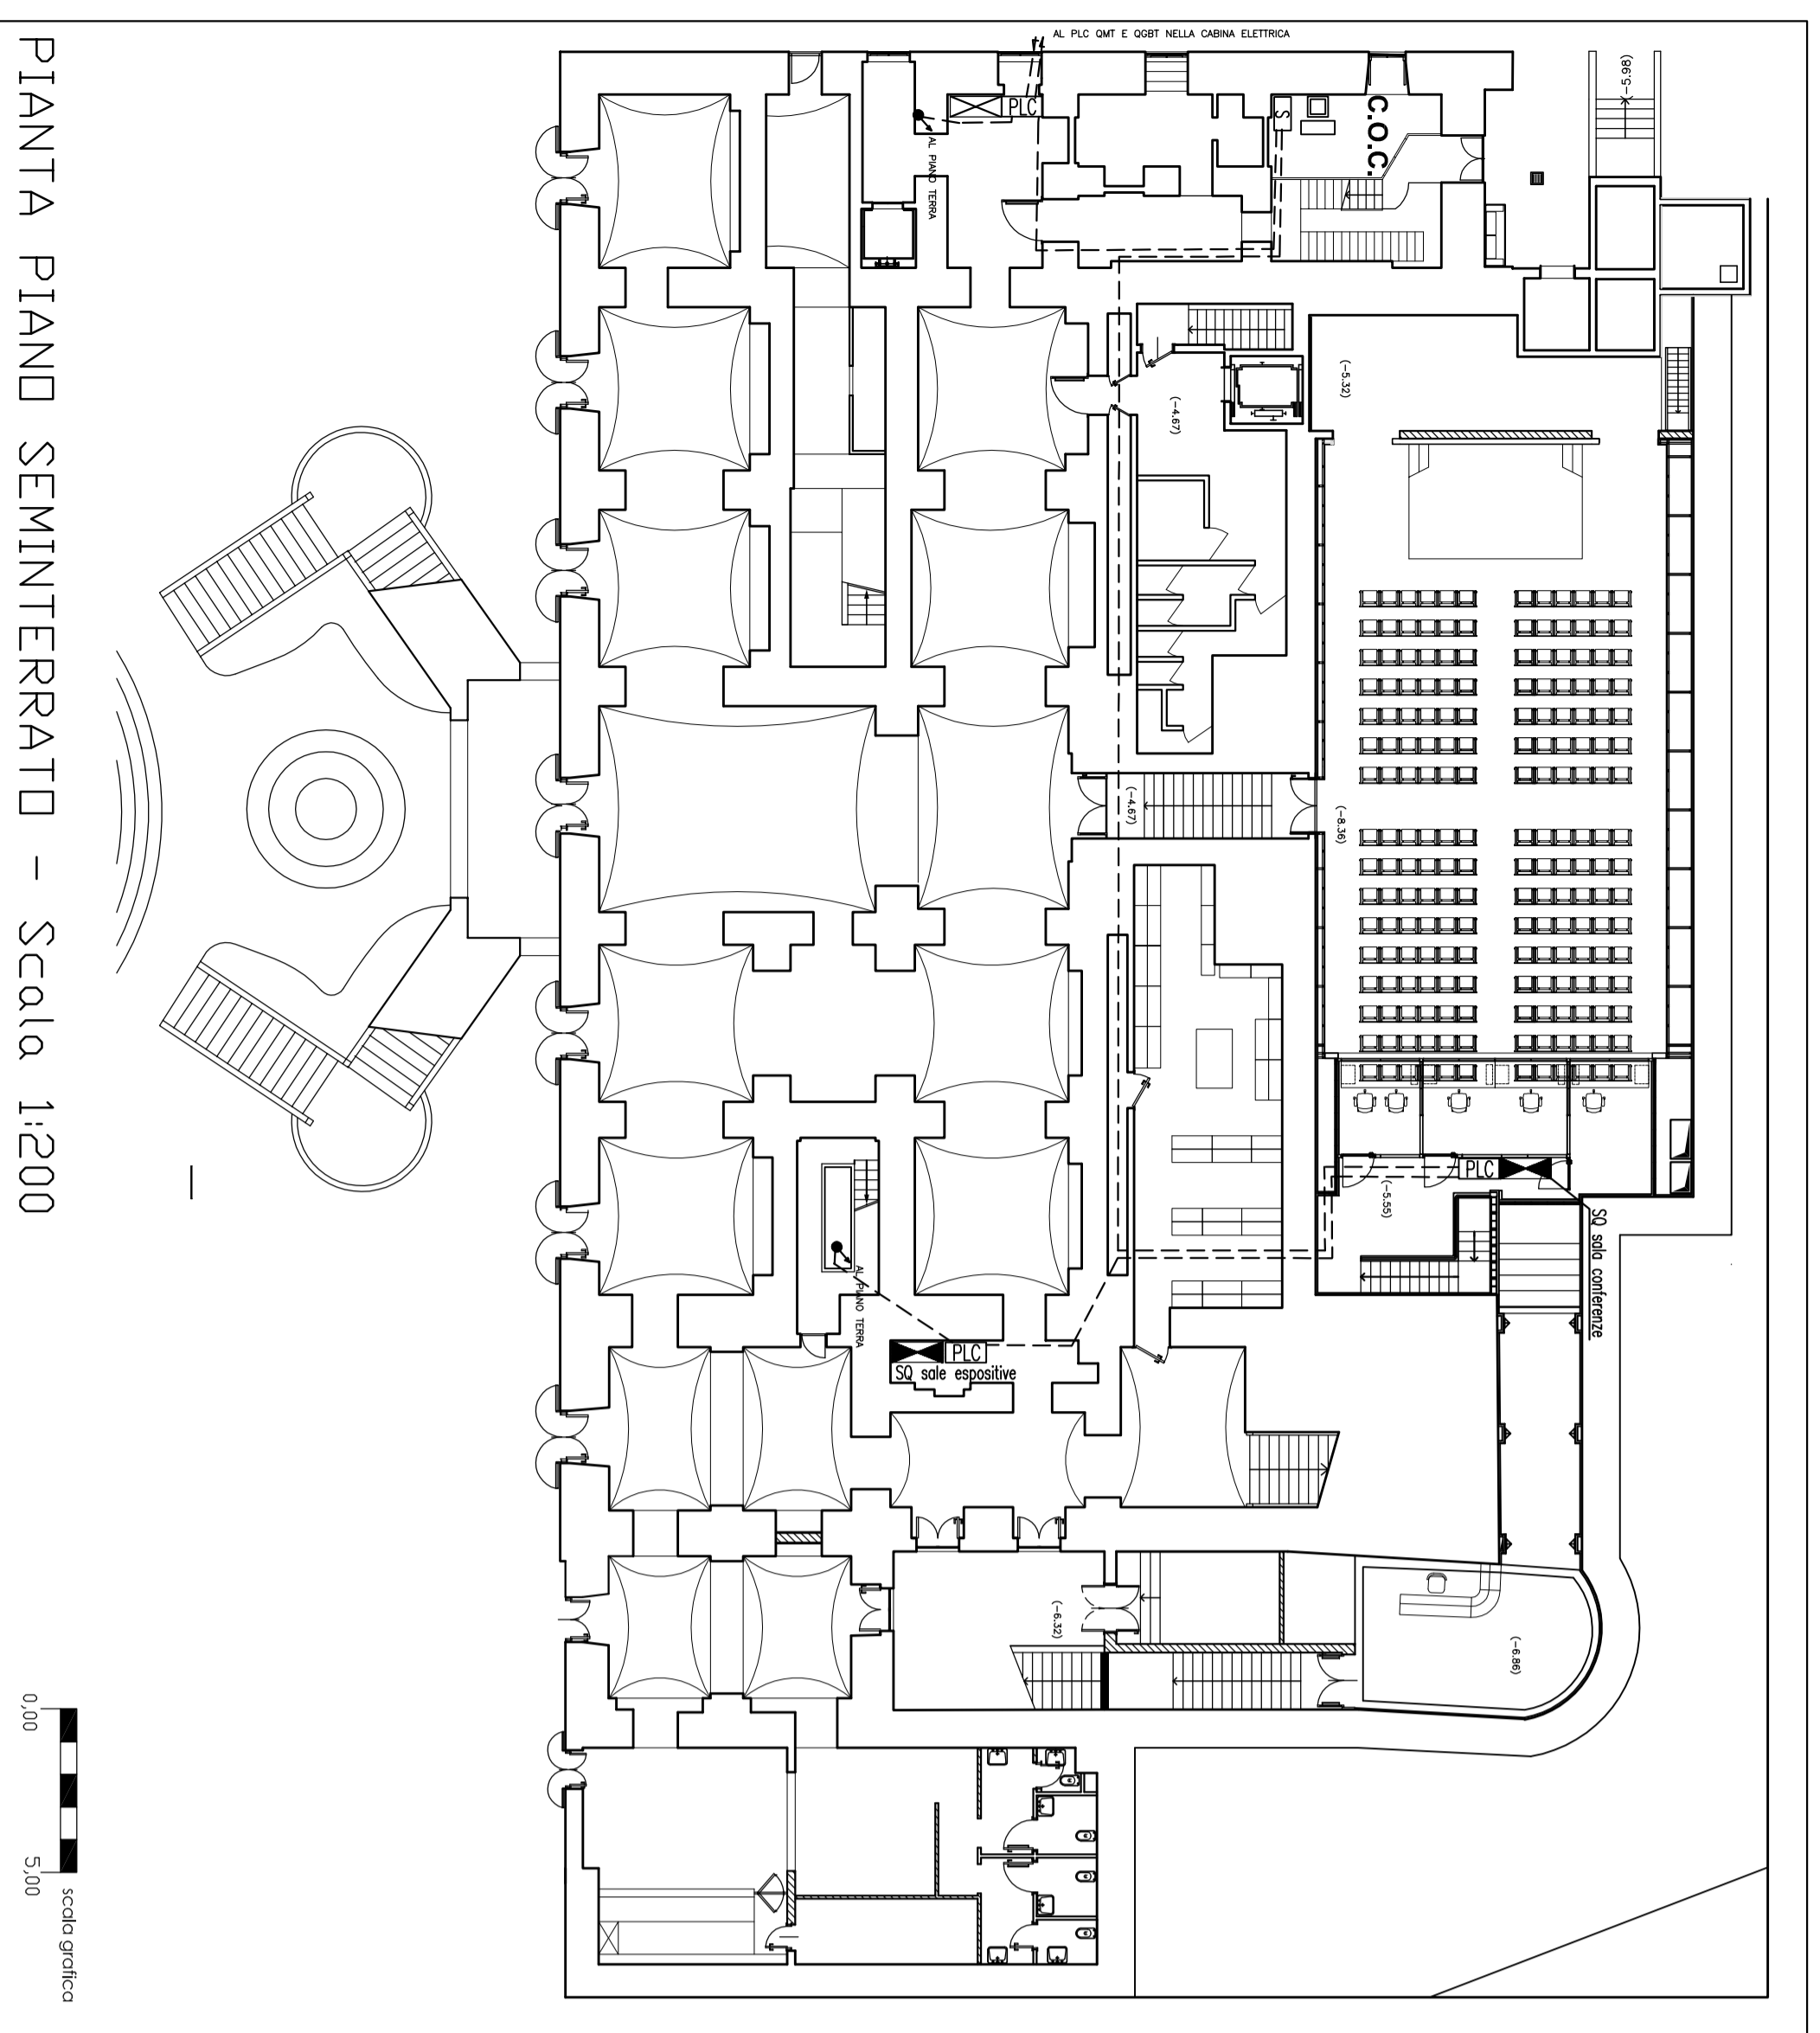 PIANTA PIANO SEMINTERRATO - Scala 1:200
AL PLC QMT E QGBT NELLA CABINA ELETTRICA
PLC
AL PIANO TERRA
S
C.O.C.
(-5.98)
(-5.32)
(-4.67)
(-4.67)
(-8.36)
PLC
(-5.55)
SQ sala conferenze
AL PIANO TERRA
PLC
SQ sale espositive
(-6.32)
(-6.86)
0,00
5,00
scala grafica